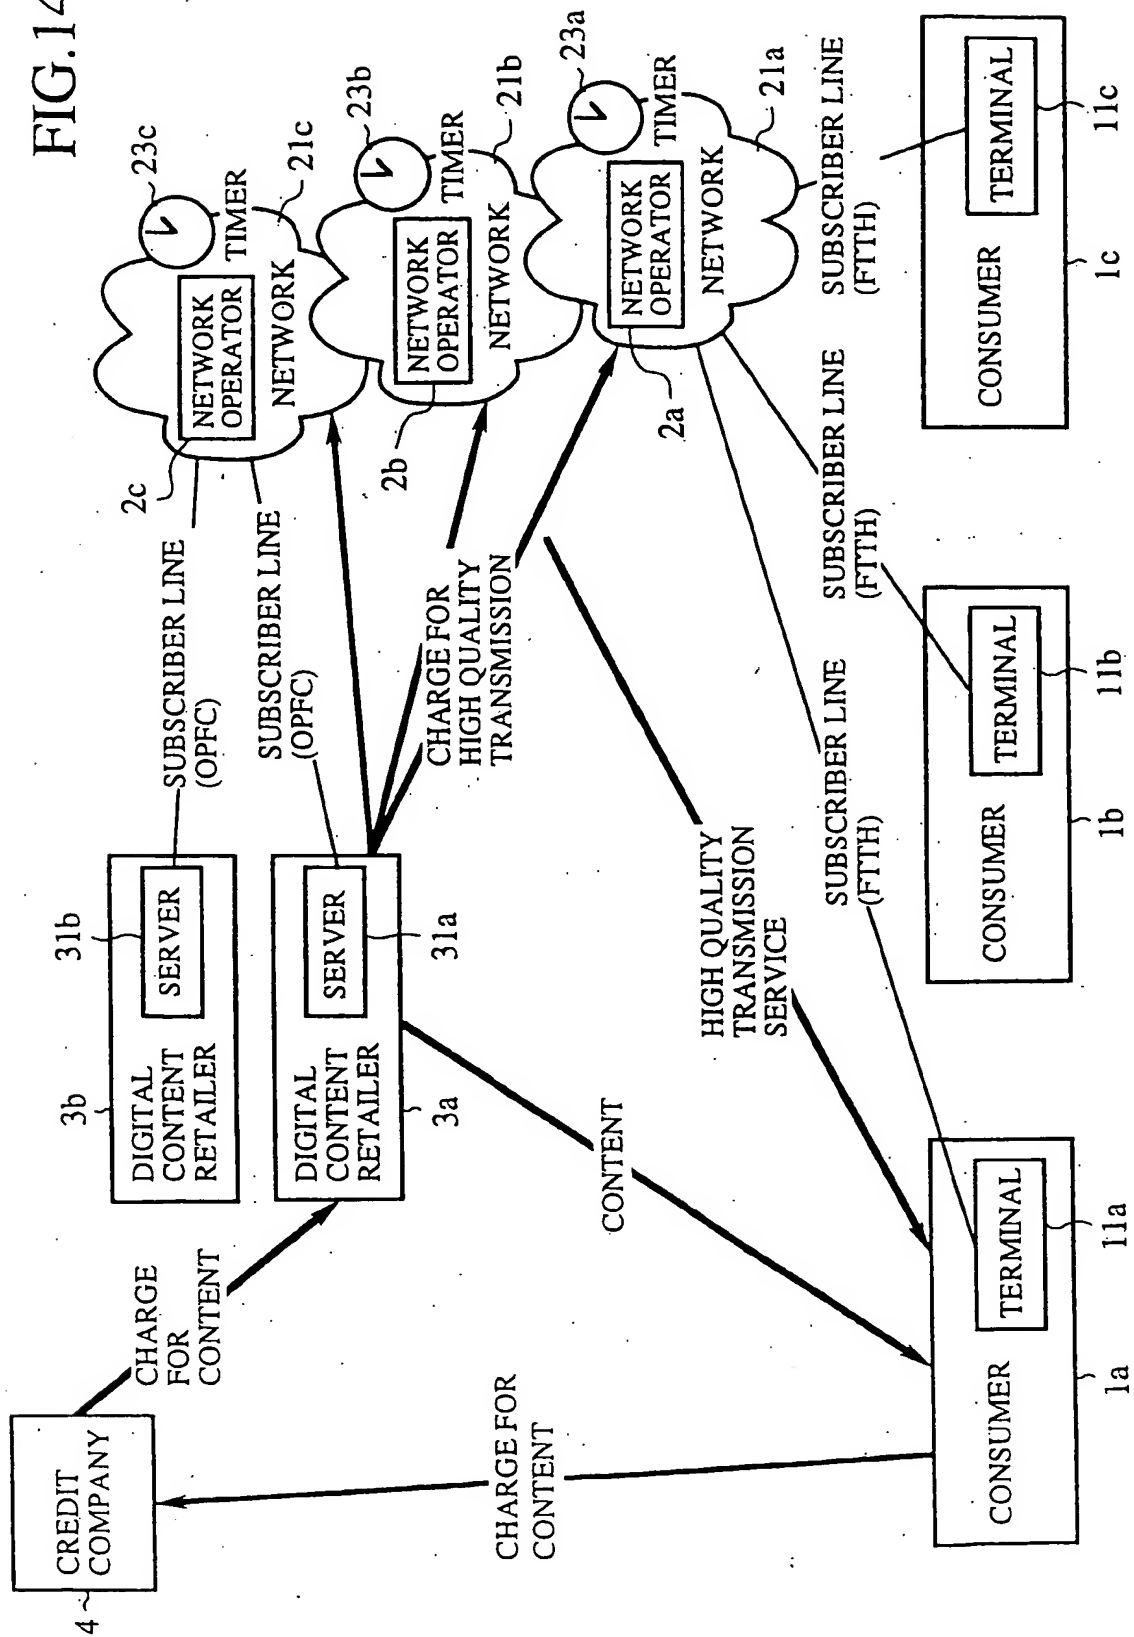 FIG.14
4
CREDIT
COMPANY
CHARGE
FOR
CONTENT
CHARGE FOR
CONTENT
3b
31b
DIGITAL
CONTENT
RETAILER
SERVER
DIGITAL
CONTENT
RETAILER
SERVER
3a
31a
SUBSCRIBER LINE
(OPFC)
SUBSCRIBER LINE
(OPFC)
CONTENT
CHARGE FOR
HIGH QUALITY
TRANSMISSION
HIGH QUALITY
TRANSMISSION
SERVICE
2c
NETWORK
OPERATOR
NETWORK
TIMER
23c
21c
2b
NETWORK
OPERATOR
NETWORK
TIMER
23b
21b
2a
NETWORK
OPERATOR
NETWORK
TIMER
23a
21a
SUBSCRIBER LINE
(FTTH)
SUBSCRIBER LINE
(FTTH)
SUBSCRIBER LINE
(FTTH)
CONSUMER
TERMINAL
1a
11a
CONSUMER
TERMINAL
1b
11b
CONSUMER
TERMINAL
1c
11c